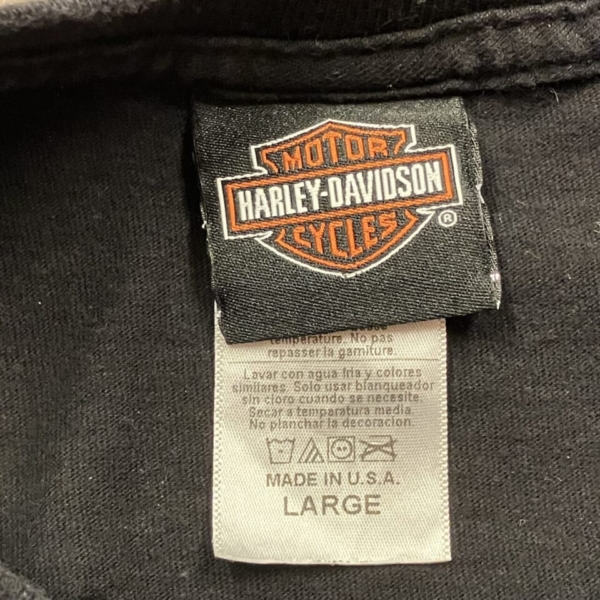 MOTOR
HARLEY-DAVIDSON
CYCLES
®
temperature. No pas
repasser la garniture.
Lavar con agua fria y colores
similares. Solo usar blanqueador
sin cloro cuando se necesite.
Secar a temperatura media.
No planchar la decoracion.
MADE IN U.S.A.
LARGE